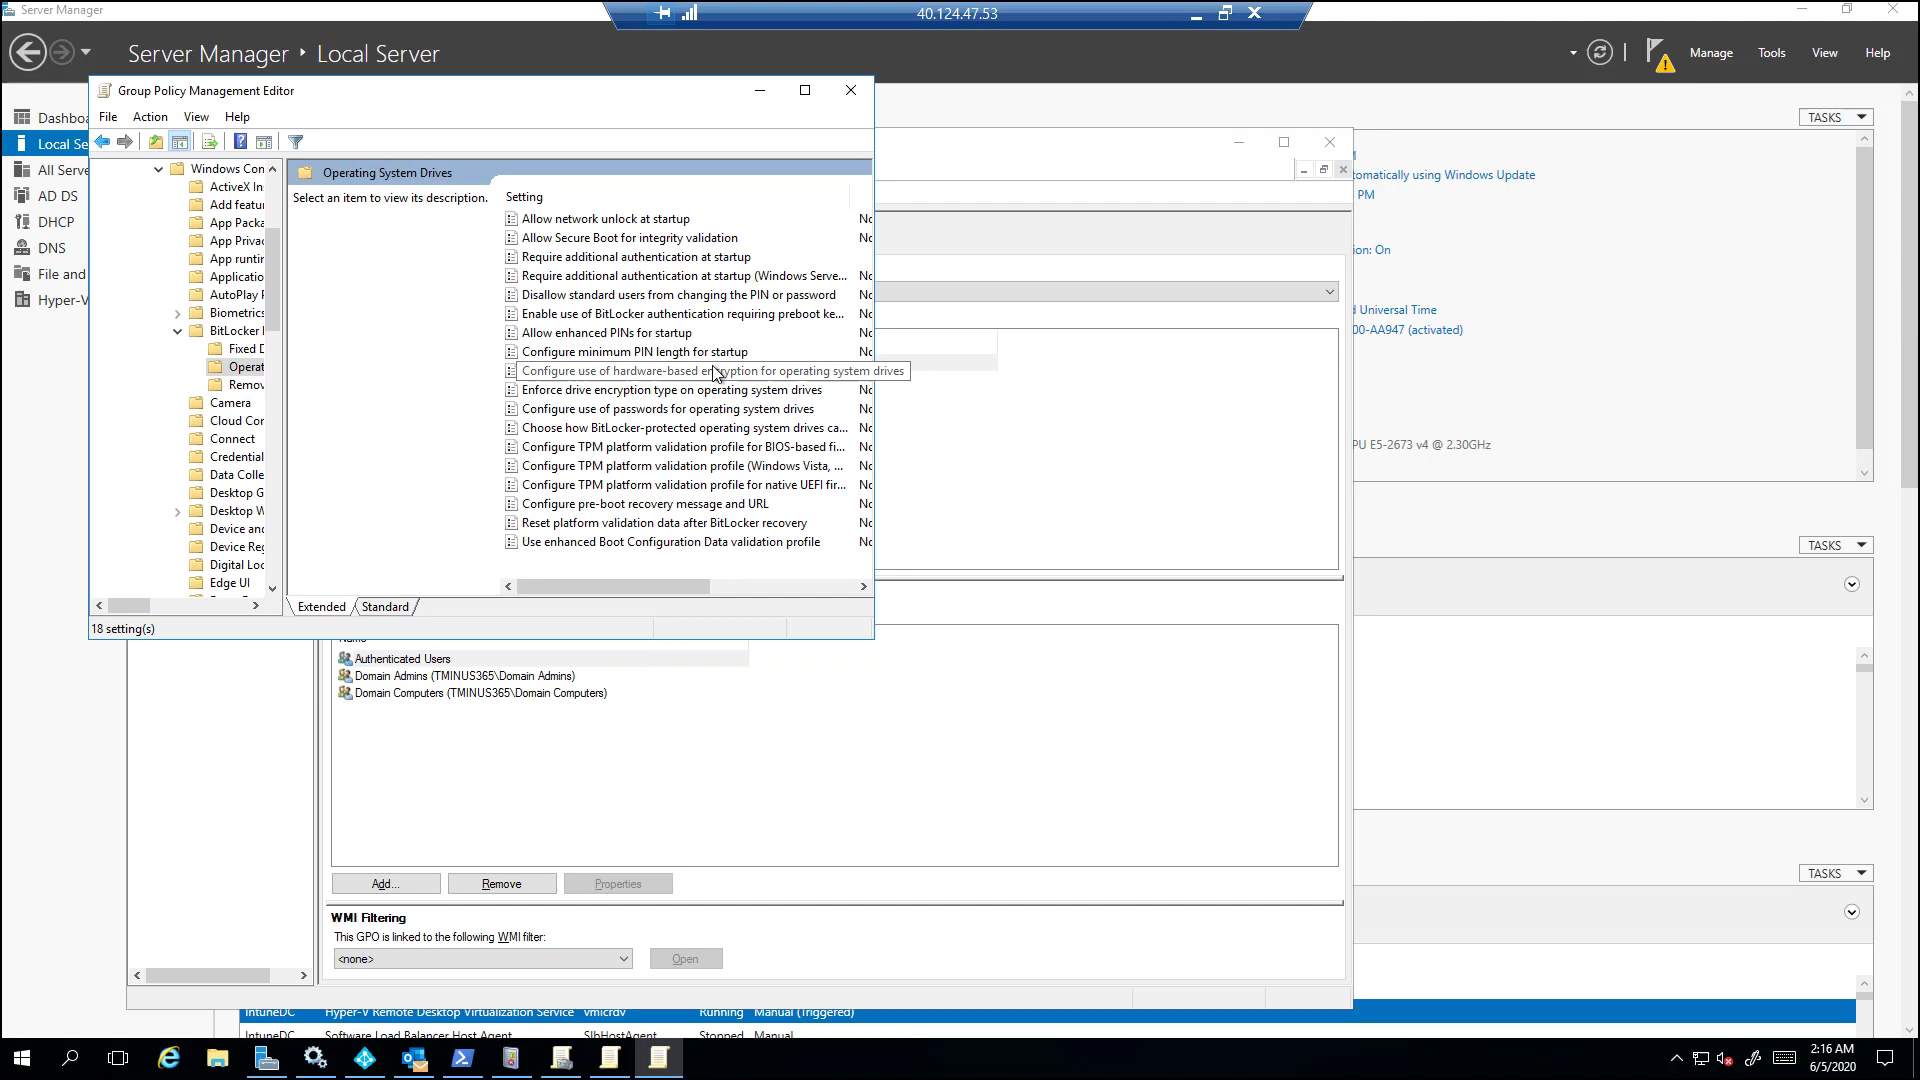 Server Manager
40.124.47.53
Server Manager • Local Server
Manage
Tools
View
Help
Group Policy Management Editor
File
Action
View
Help
Dashboa
Local Se
All Serve
AD DS
DHCP
DNS
File and
Hyper-V
Windows Con
ActiveX In
Add featur
App Packa
App Privac
App runtir
Applicatio
AutoPlay P
Biometrics
BitLocker
Fixed D
Operat
Remov
Camera
Cloud Cor
Connect
Credential
Data Colle
Desktop G
Desktop W
Device and
Device Reg
Digital Loc
Edge UI
Operating System Drives
Select an item to view its description.
Setting
Allow network unlock at startup
Allow Secure Boot for integrity validation
Require additional authentication at startup
Require additional authentication at startup (Windows Serve...
Disallow standard users from changing the PIN or password
Enable use of BitLocker authentication requiring preboot ke...
Allow enhanced PINs for startup
Configure minimum PIN length for startup
Configure use of hardware-based encryption for operating system drives
Enforce drive encryption type on operating system drives
Configure use of passwords for operating system drives
Choose how BitLocker-protected operating system drives ca...
Configure TPM platform validation profile for BIOS-based fi...
Configure TPM platform validation profile (Windows Vista, ...
Configure TPM platform validation profile for native UEFI fir...
Configure pre-boot recovery message and URL
Reset platform validation data after BitLocker recovery
Use enhanced Boot Configuration Data validation profile
Extended
Standard
18 setting(s)
TASKS
omatically using Windows Update
PM
ion: On
d Universal Time
00-AA947 (activated)
PU E5-2673 v4 @ 2.30GHz
TASKS
TASKS
Authenticated Users
Domain Admins (TMINUS365\Domain Admins)
Domain Computers (TMINUS365\Domain Computers)
Add...
Remove
Properties
WMI Filtering
This GPO is linked to the following WMI filter:
<none>
Open
IntuneDC Hyper-V Remote Desktop Virtualization Service vmicrdv Running Manual (Triggered)
IntuneDC Software Load Balancer Host Agent SlbHostAgent Stopped Manual
2:16 AM
6/5/2020